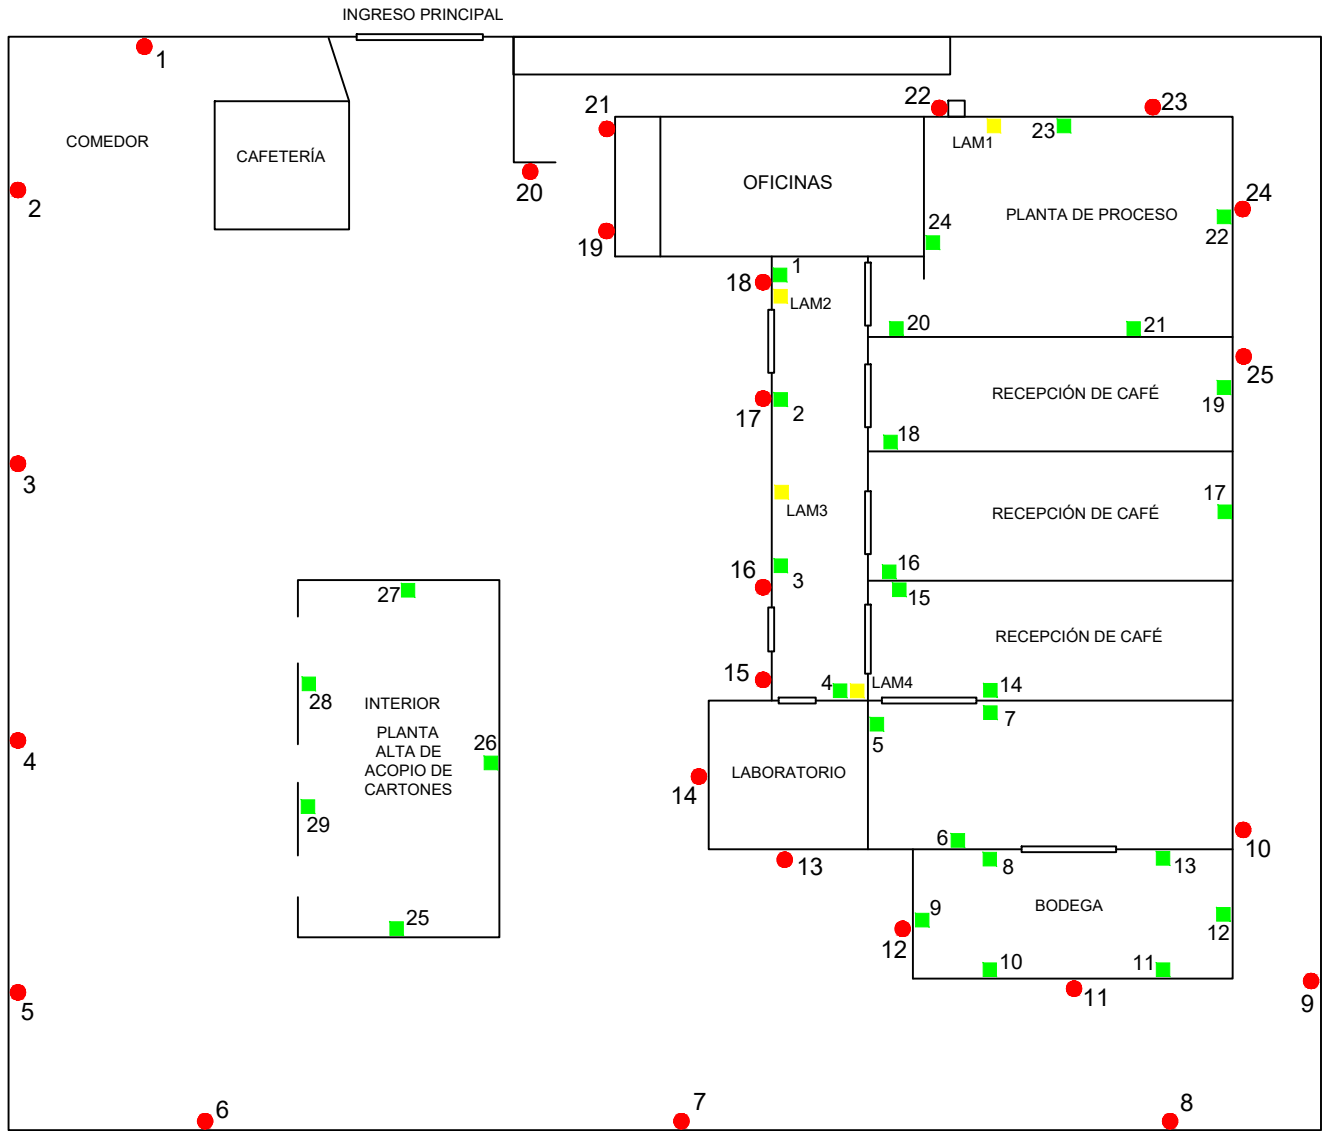 INGRESO PRINCIPAL
1
COMEDOR
CAFETERÍA
2
20
21
19
OFICINAS
22
LAM1
23
23
24
PLANTA DE PROCESO
22
24
18
1
LAM2
20
21
25
17
2
RECEPCIÓN DE CAFÉ
19
18
3
LAM3
RECEPCIÓN DE CAFÉ
17
16
3
16
15
RECEPCIÓN DE CAFÉ
27
28
INTERIOR
PLANTA
ALTA DE
ACOPIO DE
CARTONES
26
29
25
15
4
LAM4
14
7
5
4
LABORATORIO
14
6
10
13
8
13
BODEGA
9
12
12
10
11
11
5
9
6
7
8